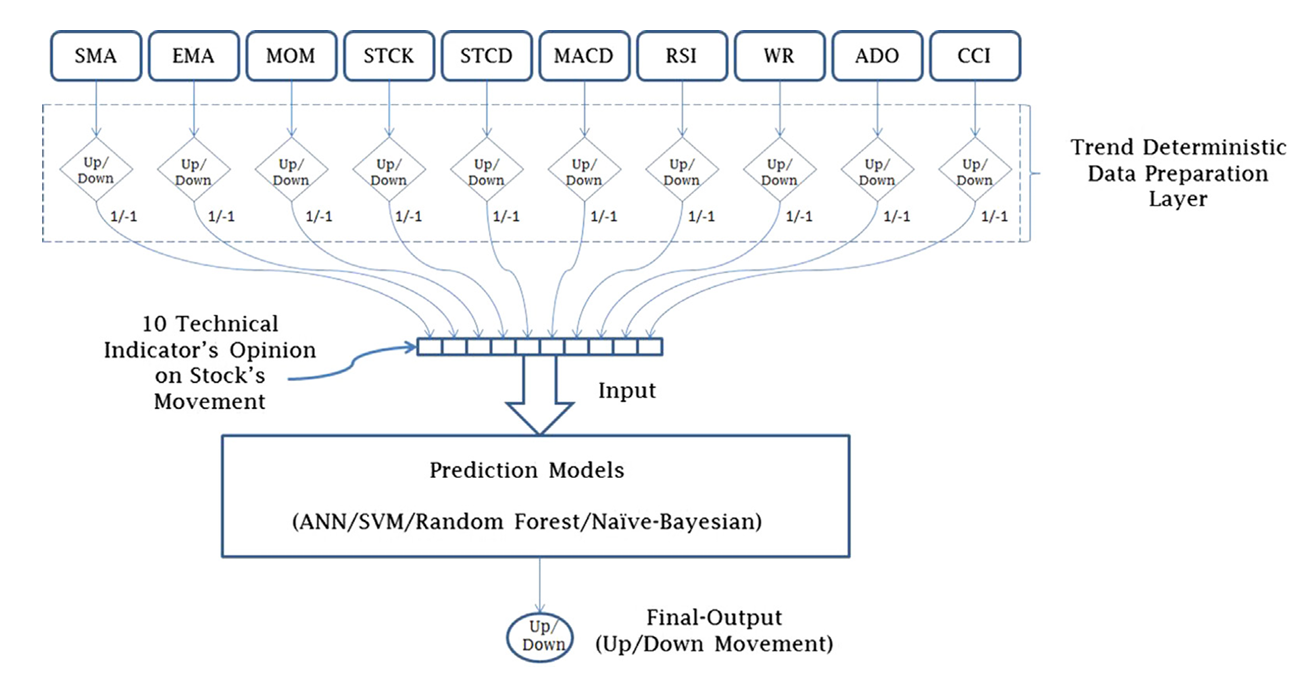 SMA EMA MOM STCK STCD MACD RSI WR ADO CCI
Up/ Up/ Up/ Up/ Up/ Up/ Up/ Up/ Up/ Up/
Down Down Down Down Down Down Down Down Down Down
1/-1 1/-1 1/-1 1/-1 1/-1 1/-1 1/-1 1/-1 1/-1 1/-1
Trend Deterministic
Data Preparation
Layer
10 Technical
Indicator's Opinion
on Stock's
Movement
Input
Prediction Models
(ANN/SVM/Random Forest/Naïve-Bayesian)
Up/
Down
Final-Output
(Up/Down Movement)